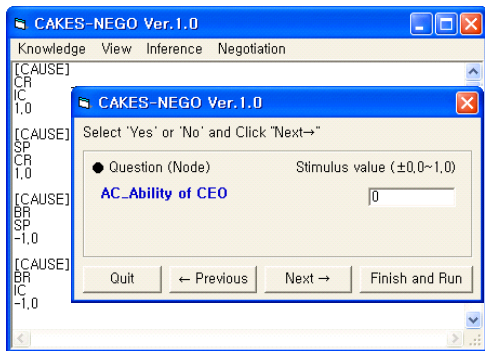 CAKES-NEGO Ver.1.0
Knowledge View Inference Negotiation
[CAUSE]
CR
IC
1,0
[CAUSE]
SP
CR
1,0
[CAUSE]
BR
SP
-1,0
[CAUSE]
BR
IC
-1,0
CAKES-NEGO Ver.1.0
Select 'Yes' or 'No' and Click "Next→"
● Question (Node) Stimulus value (±0,0~1,0)
AC_Ability of CEO 0
Quit ← Previous Next → Finish and Run